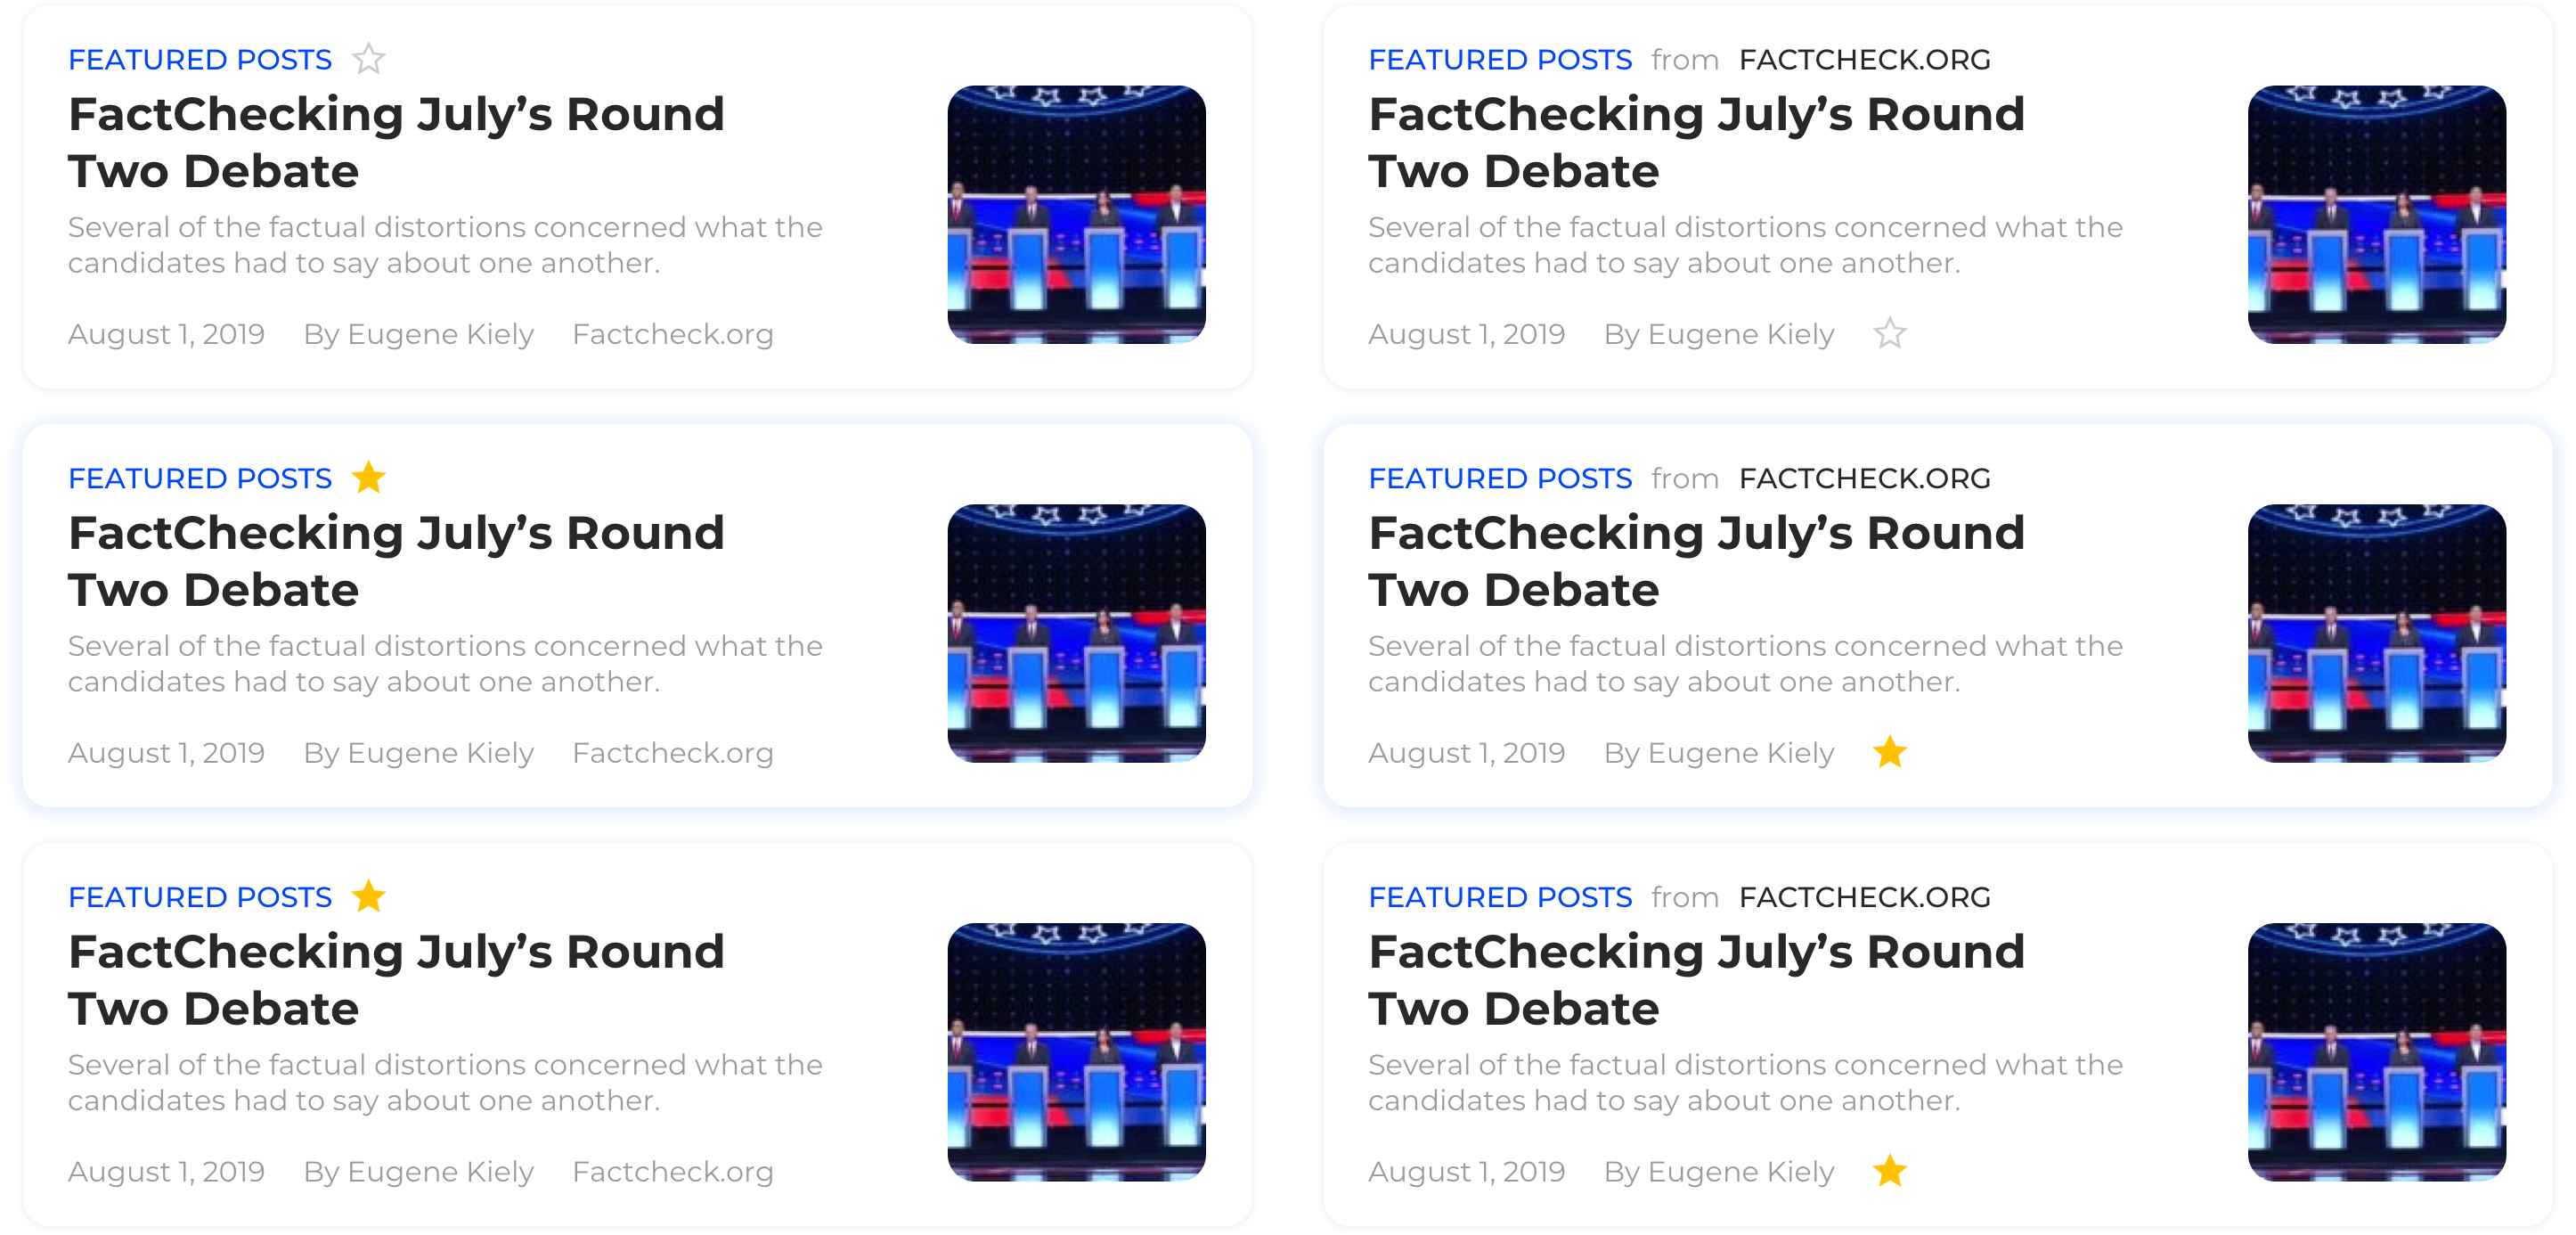 FEATURED POSTS
FactChecking July’s Round
Two Debate
Several of the factual distortions concerned what the
candidates had to say about one another.
August 1, 2019 By Eugene Kiely Factcheck.org
FEATURED POSTS from FACTCHECK.ORG
FactChecking July’s Round
Two Debate
Several of the factual distortions concerned what the
candidates had to say about one another.
August 1, 2019 By Eugene Kiely
FEATURED POSTS
FactChecking July’s Round
Two Debate
Several of the factual distortions concerned what the
candidates had to say about one another.
August 1, 2019 By Eugene Kiely Factcheck.org
FEATURED POSTS from FACTCHECK.ORG
FactChecking July’s Round
Two Debate
Several of the factual distortions concerned what the
candidates had to say about one another.
August 1, 2019 By Eugene Kiely
FEATURED POSTS
FactChecking July’s Round
Two Debate
Several of the factual distortions concerned what the
candidates had to say about one another.
August 1, 2019 By Eugene Kiely Factcheck.org
FEATURED POSTS from FACTCHECK.ORG
FactChecking July’s Round
Two Debate
Several of the factual distortions concerned what the
candidates had to say about one another.
August 1, 2019 By Eugene Kiely